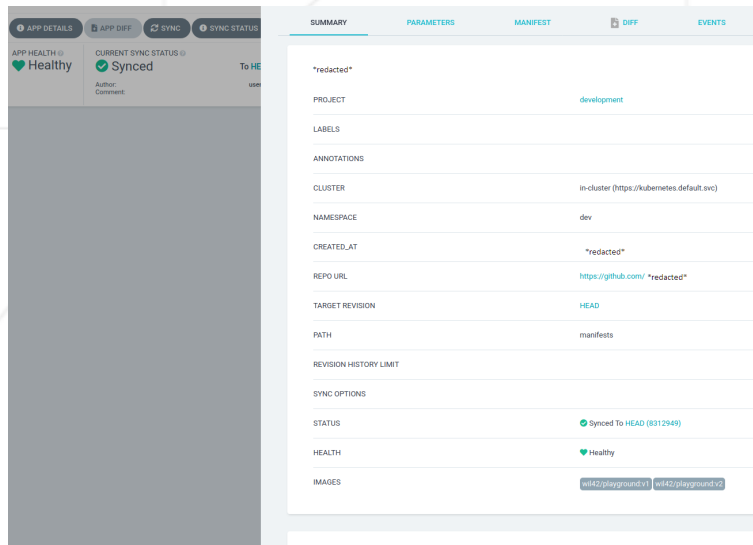 APP DETAILS APP DIFF SYNC SYNC STATUS
APP HEALTH
Healthy
CURRENT SYNC STATUS
Synced
To HE
Author:
Comment:
user
SUMMARY PARAMETERS MANIFEST DIFF EVENTS
*redacted*
PROJECT development
LABELS
ANNOTATIONS
CLUSTER in-cluster (https://kubernetes.default.svc)
NAMESPACE dev
CREATED_AT *redacted*
REPO URL https://github.com/ *redacted*
TARGET REVISION HEAD
PATH manifests
REVISION HISTORY LIMIT
SYNC OPTIONS
STATUS Synced To HEAD (8312949)
HEALTH Healthy
IMAGES wil42/playground:v1 wil42/playground:v2